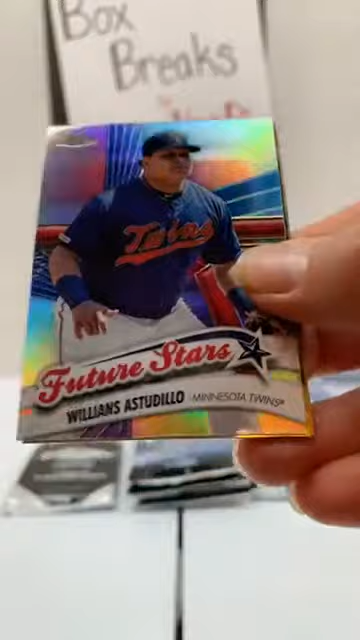 Box
Breaks
Twins
Future Stars
WILLIANS ASTUDILLO MINNESOTA TWINS